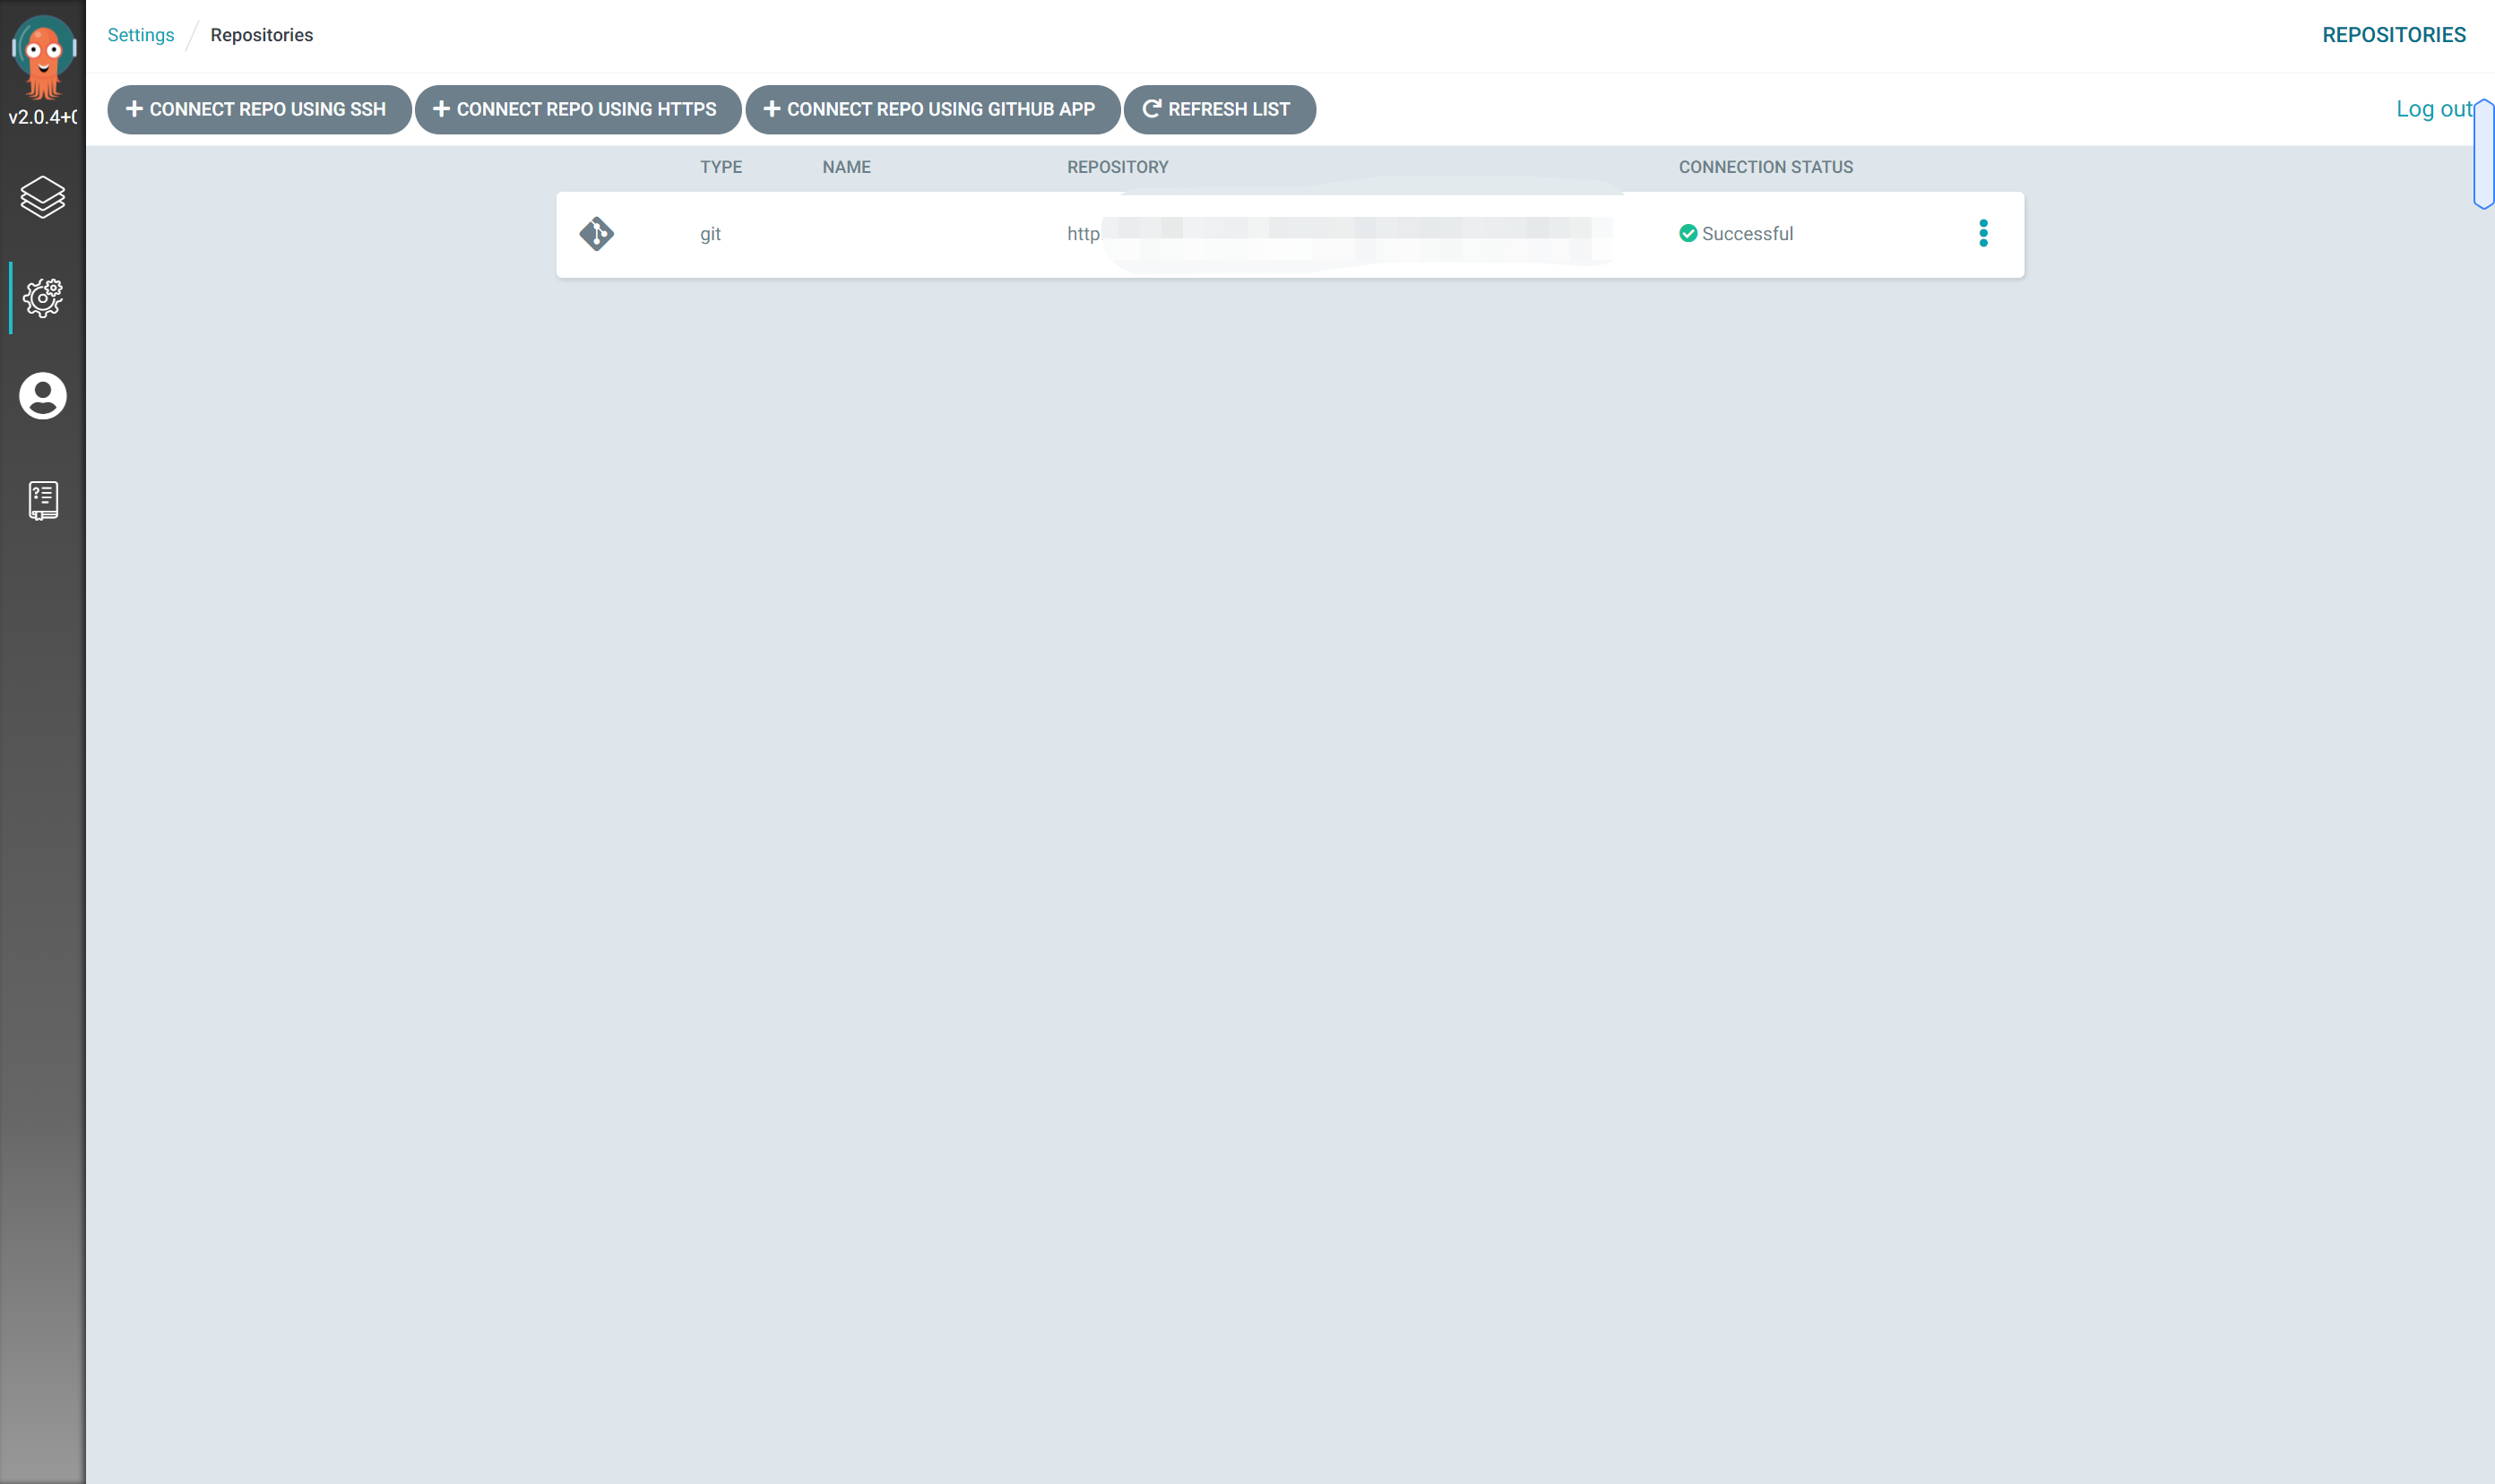 Settings / Repositories
REPOSITORIES
v2.0.4+
CONNECT REPO USING SSH
CONNECT REPO USING HTTPS
CONNECT REPO USING GITHUB APP
REFRESH LIST
Log out
TYPE NAME REPOSITORY CONNECTION STATUS
git http Successful